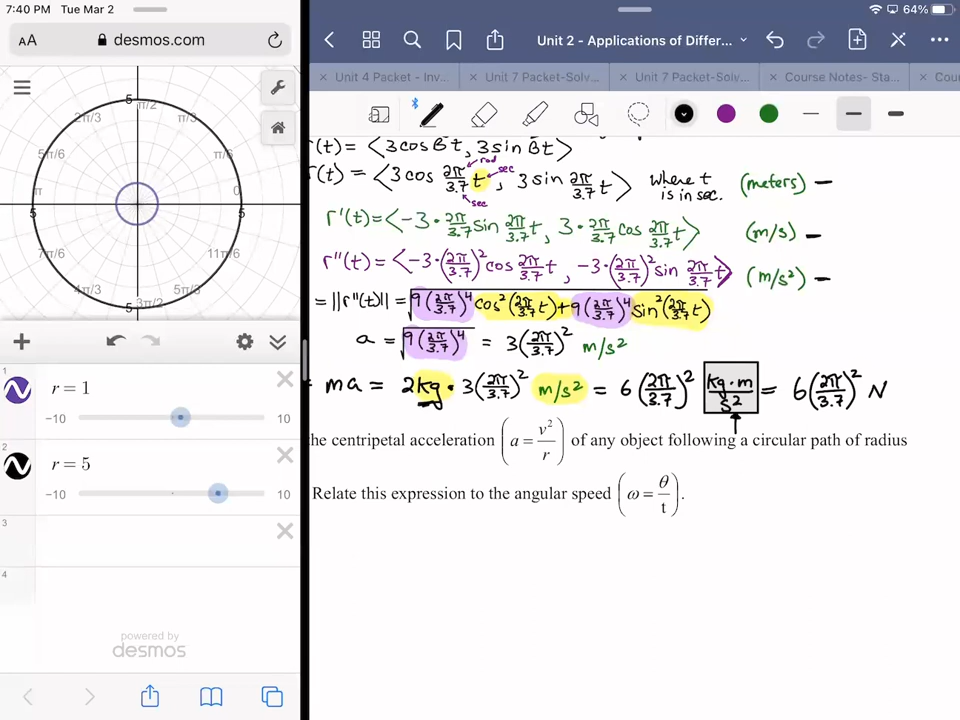 7:40 PM Tue Mar 2
64%
AA desmos.com
Unit 2 - Applications of Differ...
Unit 4 Packet - Inv...
Unit 7 Packet-Solv...
Unit 7 Packet-Solv...
Course Notes- Sta...
Cour
5
π/2
2π/3
π/3
5π/6
π/6
π
0
5
5
7π/6
11π/6
4π/3
3π/2
5π/3
5
1
r = 1
-10
10
2
r = 5
-10
10
3
4
powered by
desmos
r(t) = <3cos Bt, 3sin Bt>
r(t) = <3cos 2π/3.7 t, 3sin 2π/3.7 t> where t is in sec. (meters) –
rad
sec
sec
r'(t) = <-3 • 2π/3.7 sin 2π/3.7 t, 3 • 2π/3.7 cos 2π/3.7 t> (m/s) –
r''(t) = <-3 • (2π/3.7)² cos 2π/3.7 t, -3 • (2π/3.7)² sin 2π/3.7 t> (m/s²) –
= ||r''(t)|| = √9(2π/3.7)⁴ cos²(2π/3.7 t) + 9(2π/3.7)⁴ sin²(2π/3.7 t)
a = √9(2π/3.7)⁴ = 3(2π/3.7)² m/s²
= ma = 2kg • 3(2π/3.7)² m/s² = 6(2π/3.7)² kg•m/s² = 6(2π/3.7)² N
the centripetal acceleration (a = v²/r) of any object following a circular path of radius
Relate this expression to the angular speed (ω = θ/t).